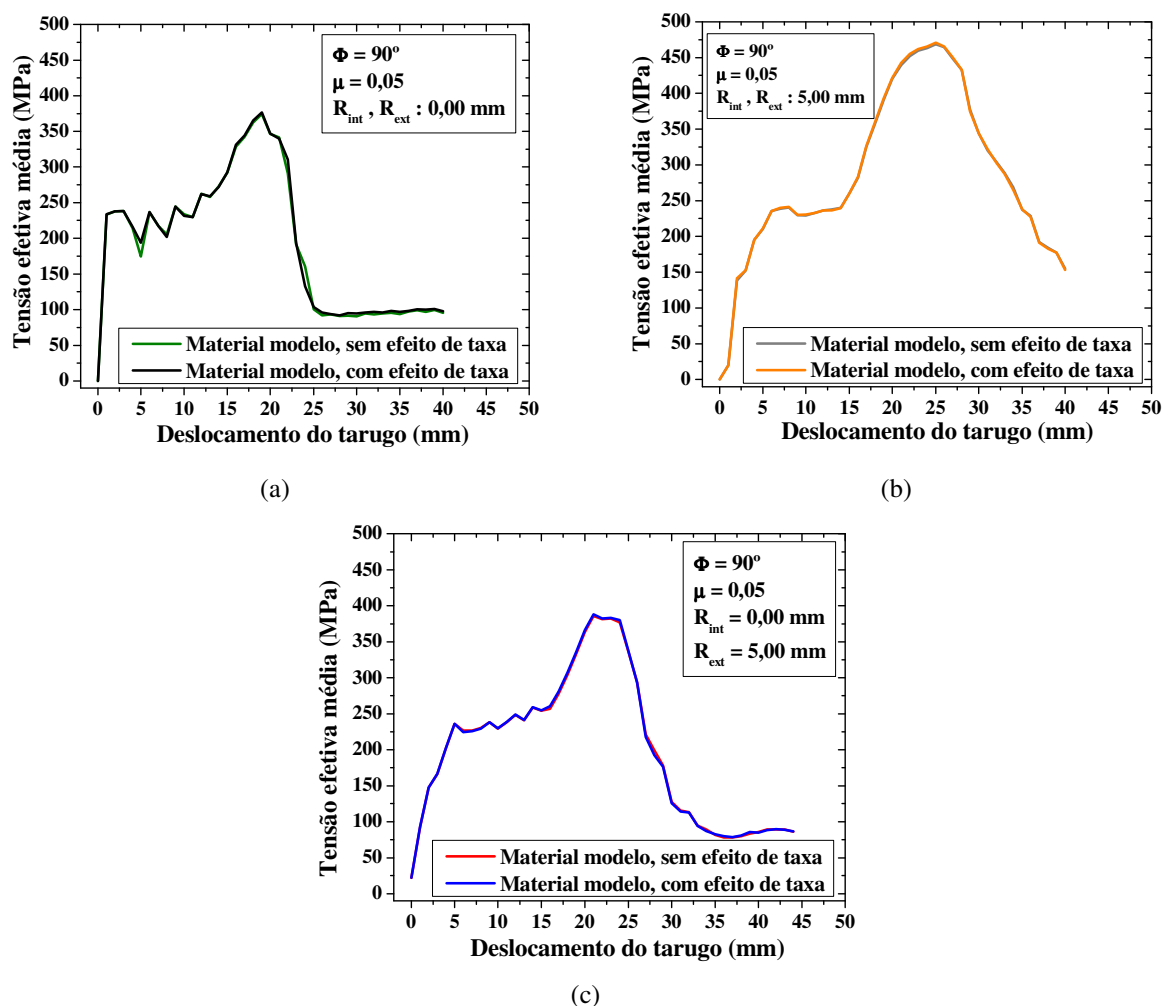 500
450
400
350
300
250
200
150
100
50
0
Tensão efetiva média (MPa)
Φ = 90º
μ = 0,05
R_int , R_ext : 0,00 mm
Material modelo, sem efeito de taxa
Material modelo, com efeito de taxa
0 5 10 15 20 25 30 35 40 45 50
Deslocamento do tarugo (mm)
(a)
500
450
400
350
300
250
200
150
100
50
0
Tensão efetiva média (MPa)
Φ = 90º
μ = 0,05
R_int , R_ext : 5,00 mm
Material modelo, sem efeito de taxa
Material modelo, com efeito de taxa
0 5 10 15 20 25 30 35 40 45 50
Deslocamento do tarugo (mm)
(b)
500
450
400
350
300
250
200
150
100
50
0
Tensão efetiva média (MPa)
Φ = 90º
μ = 0,05
R_int = 0,00 mm
R_ext = 5,00 mm
Material modelo, sem efeito de taxa
Material modelo, com efeito de taxa
0 5 10 15 20 25 30 35 40 45 50
Deslocamento do tarugo (mm)
(c)